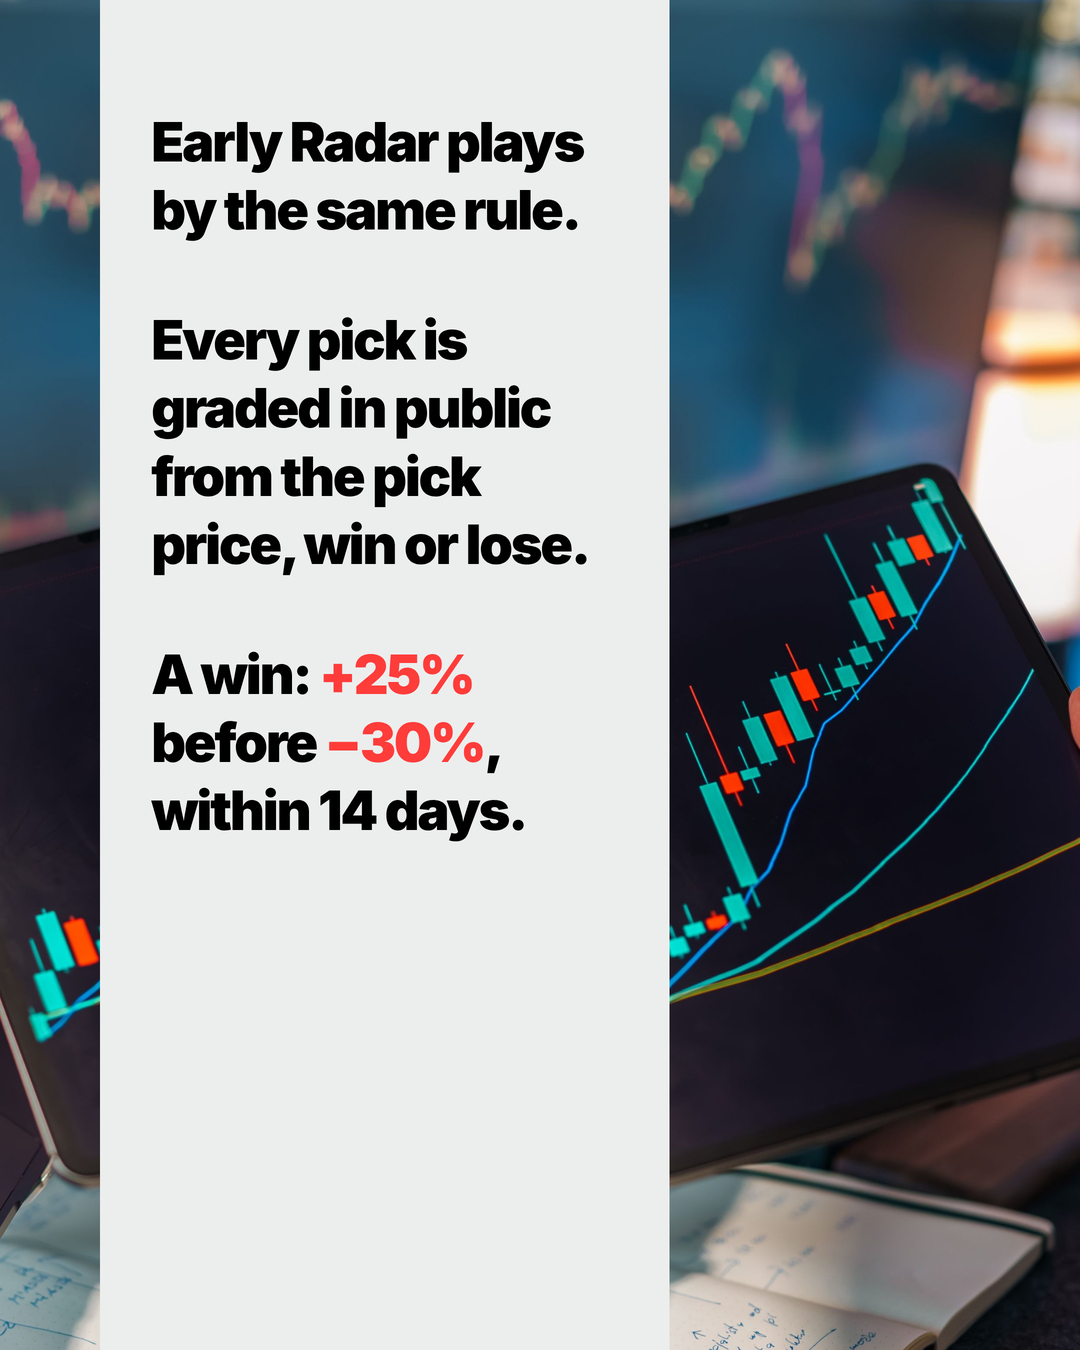 Early Radar plays
by the same rule.
Every pick is
graded in public
from the pick
price, win or lose.
A win: +25%
before −30%,
within 14 days.